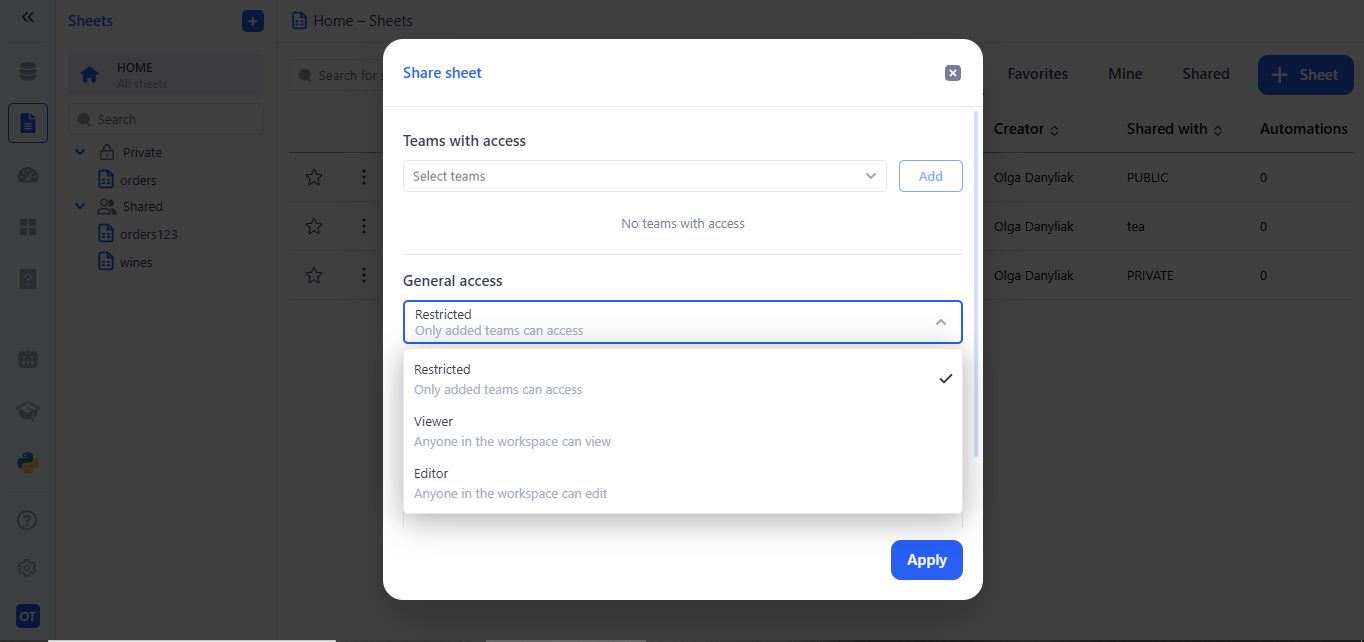 Sheets
+
Home – Sheets
HOME
All sheets
Search
Private
orders
Shared
orders123
wines
Search for s
Favorites
Mine
Shared
+ Sheet
Creator
Shared with
Automations
Olga Danyliak
PUBLIC
0
Olga Danyliak
tea
0
Olga Danyliak
PRIVATE
0
Share sheet
Teams with access
Select teams
Add
No teams with access
General access
Restricted
Only added teams can access
Restricted
Only added teams can access
Viewer
Anyone in the workspace can view
Editor
Anyone in the workspace can edit
Apply
OT